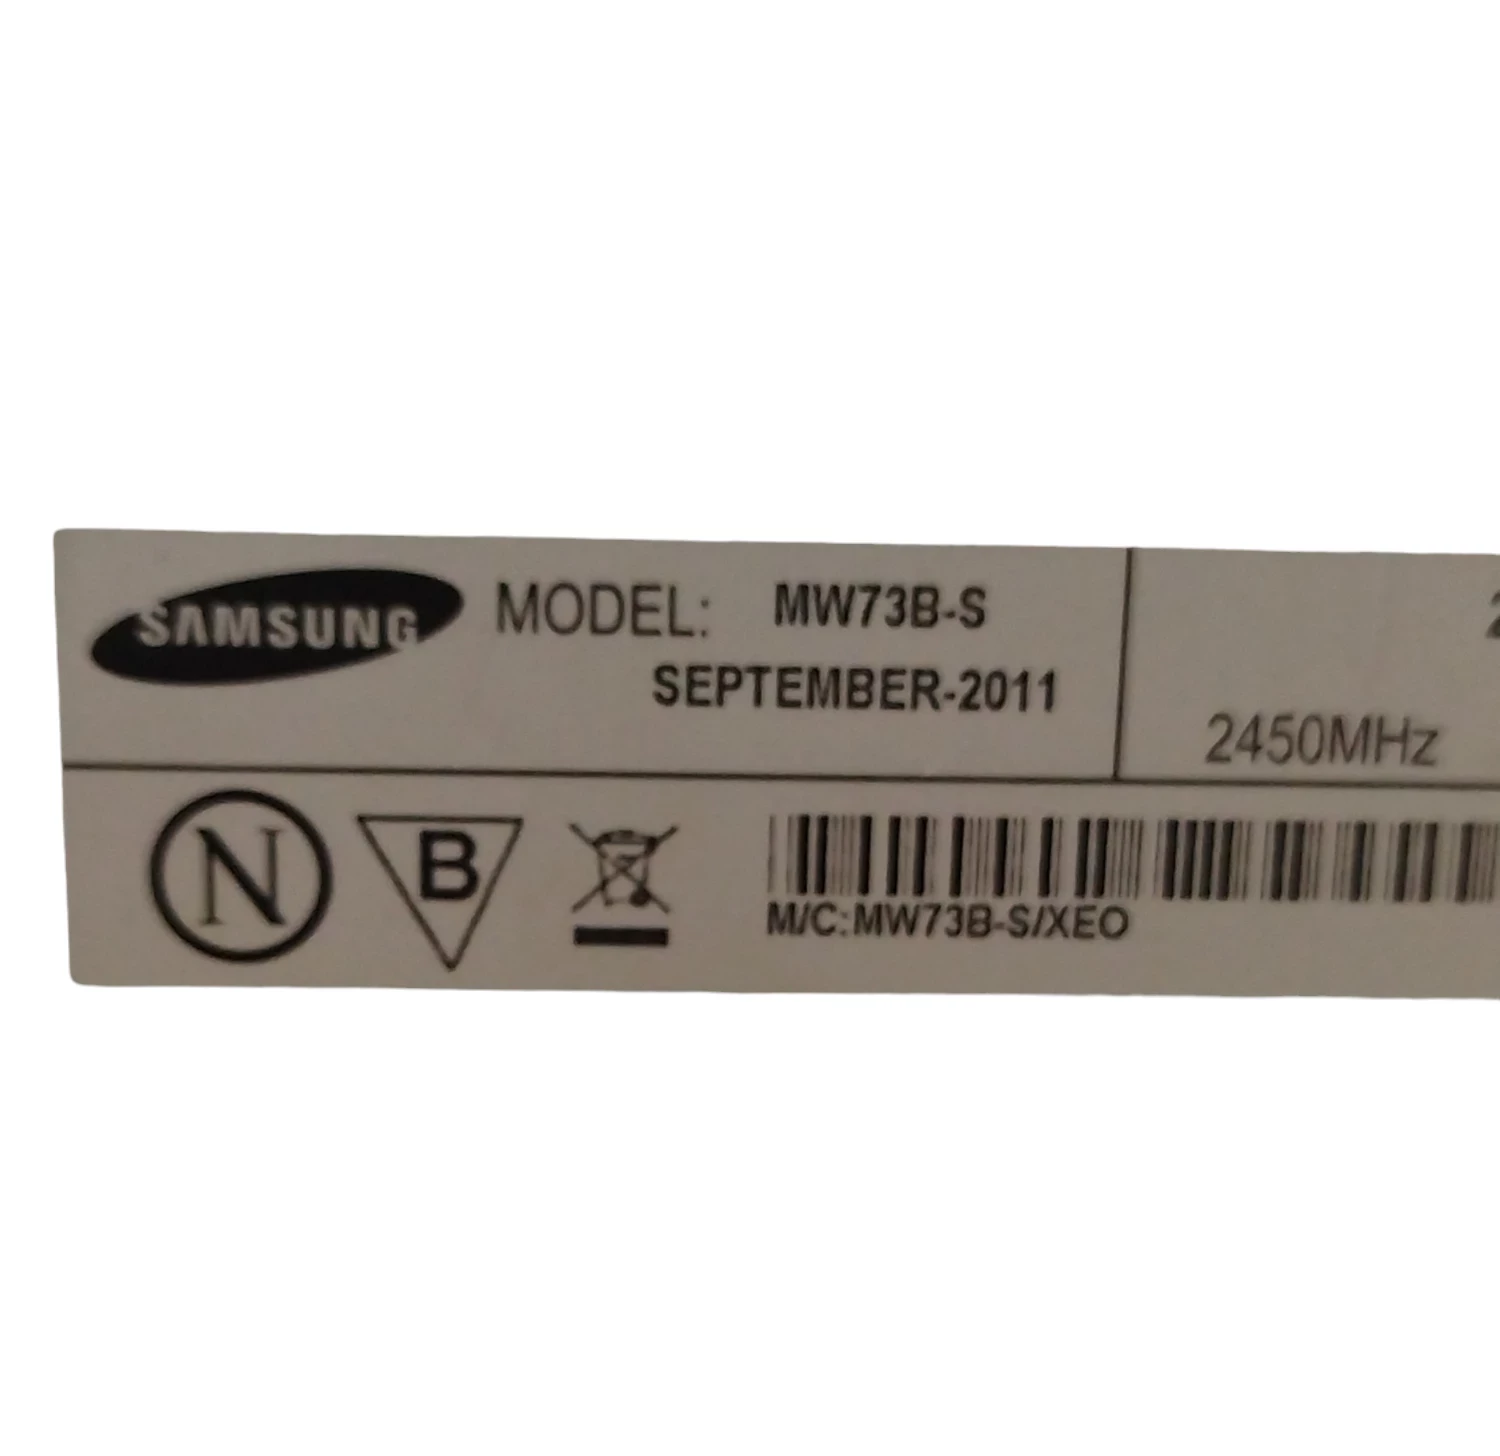 SAMSUNG MODEL: MW73B-S
SEPTEMBER-2011
2450MHz
N B
M/C:MW73B-S/XEO